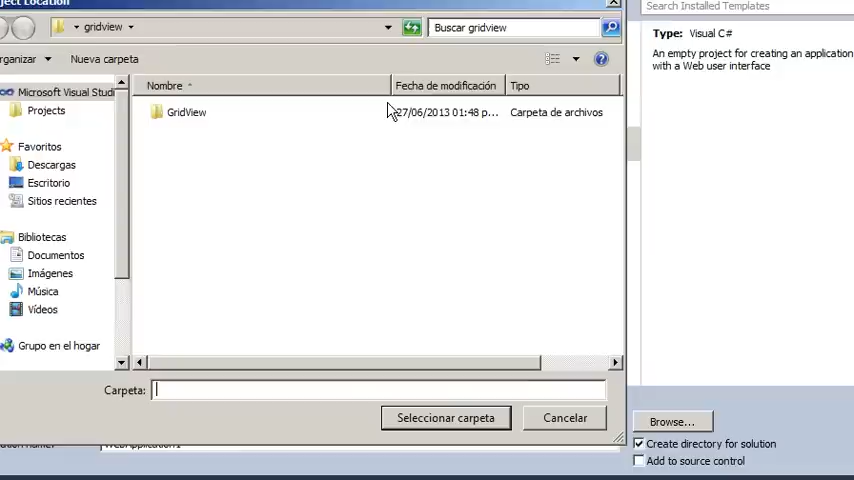 ject Location
gridview
Buscar gridview
rganizar
Nueva carpeta
Microsoft Visual Studi
Projects
Favoritos
Descargas
Escritorio
Sitios recientes
Bibliotecas
Documentos
Imágenes
Música
Vídeos
Grupo en el hogar
Nombre
Fecha de modificación
Tipo
GridView
27/06/2013 01:48 p...
Carpeta de archivos
Carpeta:
Seleccionar carpeta
Cancelar
Search Installed Templates
Type: Visual C#
An empty project for creating an application
with a Web user interface
Browse...
Create directory for solution
Add to source control